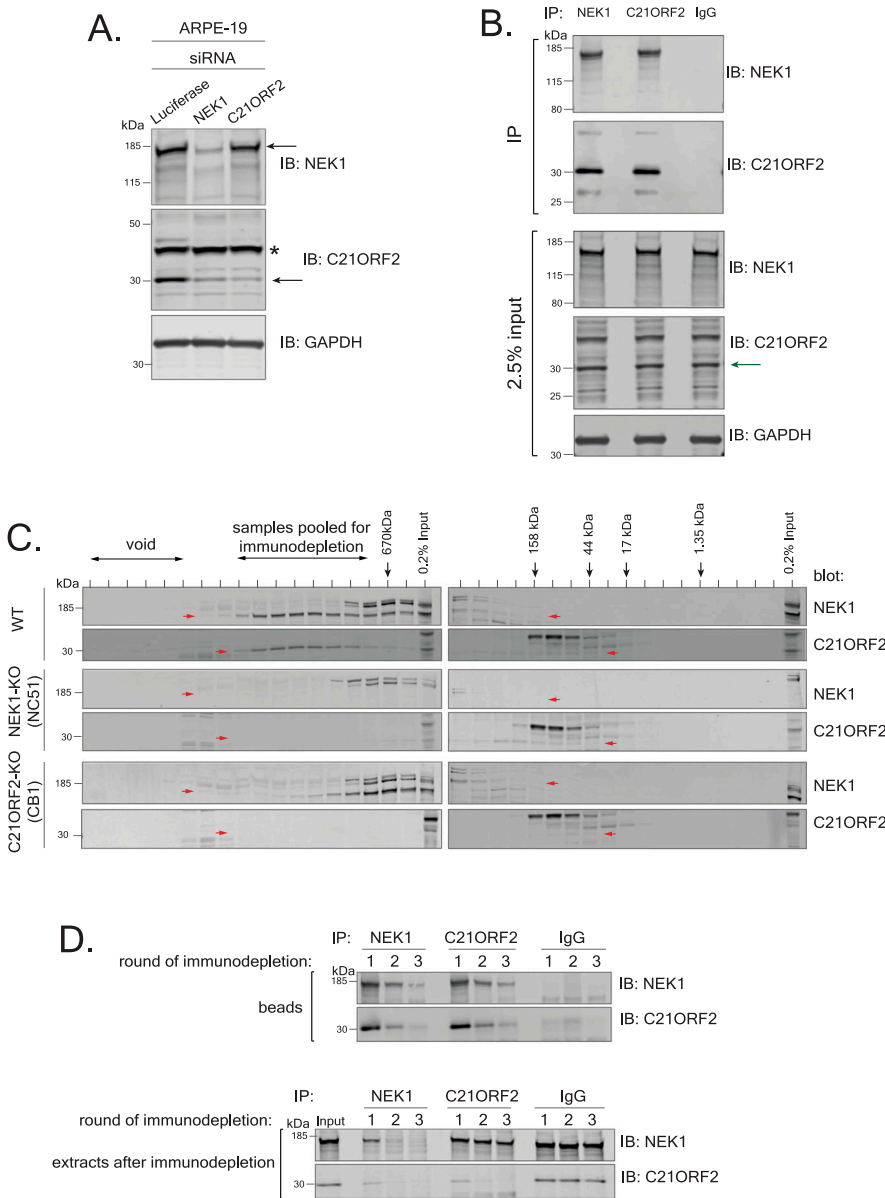 A.
ARPE-19
siRNA
Luciferase NEK1 C21ORF2
kDa
185
115
IB: NEK1
50
30
*
IB: C21ORF2
30
IB: GAPDH
B.
IP: NEK1 C21ORF2 IgG
kDa
IP
185
115
80
IB: NEK1
30
25
IB: C21ORF2
2.5% input
185
115
80
IB: NEK1
30
25
IB: C21ORF2
30
IB: GAPDH
C.
void
samples pooled for
immunodepletion
670kDa
0.2% Input
158 kDa
44 kDa
17 kDa
1.35 kDa
0.2% Input
blot:
kDa
WT
185
NEK1
30
C21ORF2
NEK1-KO
(NC51)
185
NEK1
30
C21ORF2
C21ORF2-KO
(CB1)
185
NEK1
30
C21ORF2
D.
IP: NEK1 C21ORF2 IgG
round of immunodepletion: 1 2 3 1 2 3 1 2 3
kDa
185
IB: NEK1
beads
30
IB: C21ORF2
IP: NEK1 C21ORF2 IgG
round of immunodepletion: 1 2 3 1 2 3 1 2 3
kDa Input
185
IB: NEK1
extracts after immunodepletion
30
IB: C21ORF2